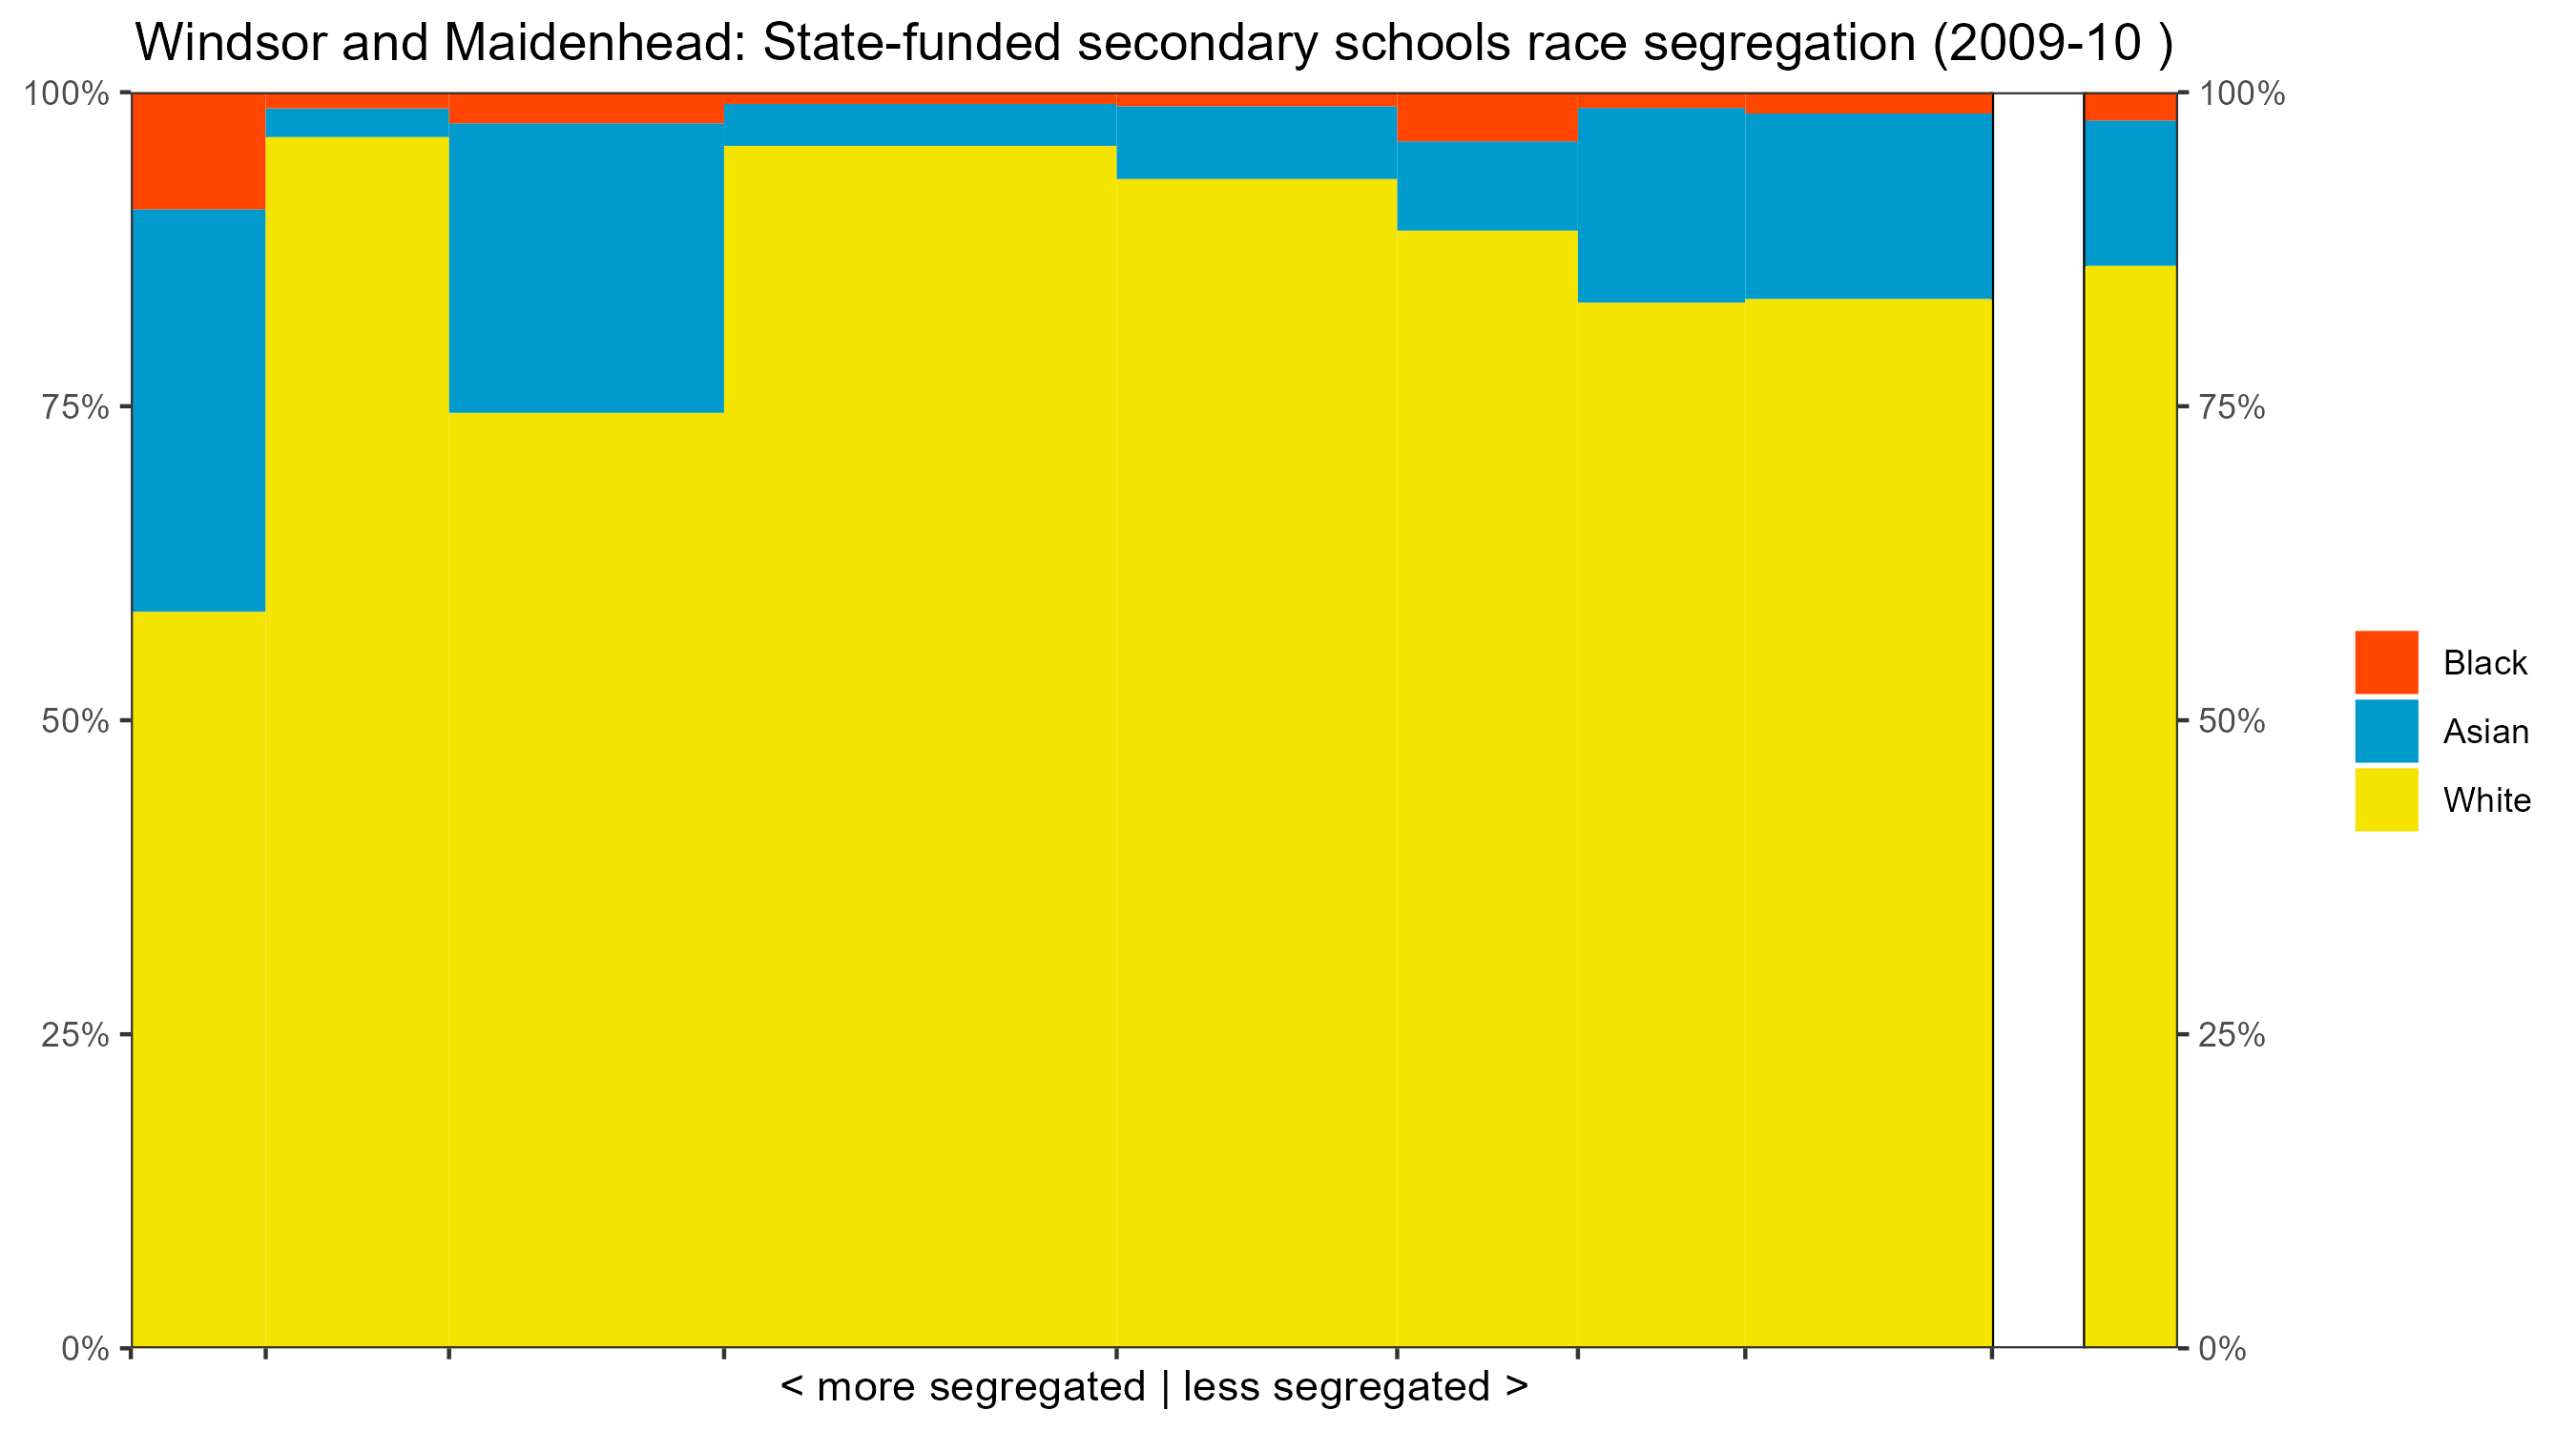 Windsor and Maidenhead: State-funded secondary schools race segregation (2009-10 )
100%
75%
50%
25%
0%
100%
75%
50%
25%
0%
Black
Asian
White
< more segregated | less segregated >